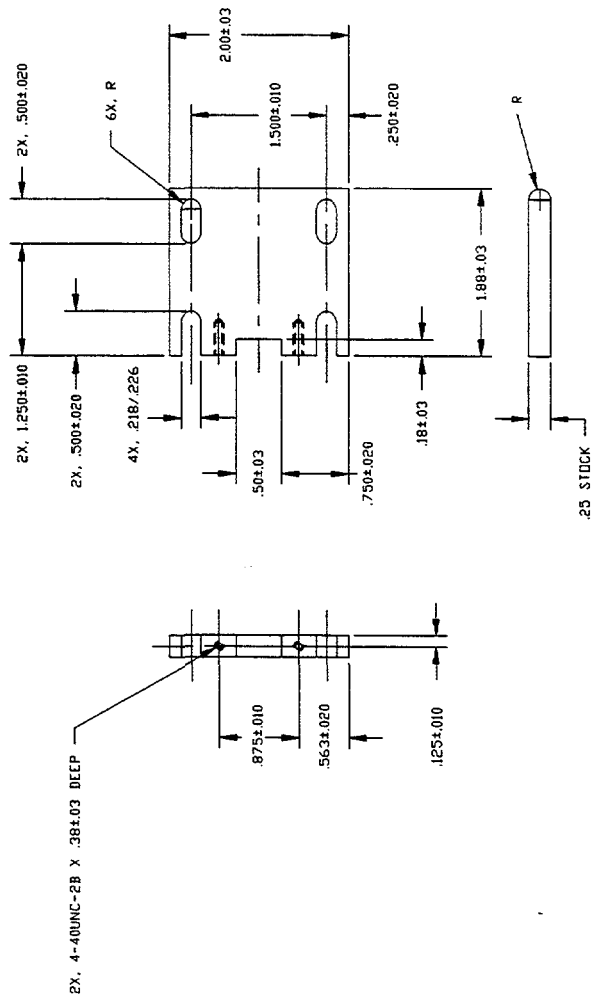 2X, .500±.020
6X, R
2.00±.03
1.500±.010
.250±.020
2X, 1.250±.010
2X, .500±.020
4X, .218/.226
.50±.03
.750±.020
.18±.03
1.88±.03
R
.25 STOCK
2X, 4-40UNC-2B X .38±.03 DEEP
.875±.010
.563±.020
.125±.010